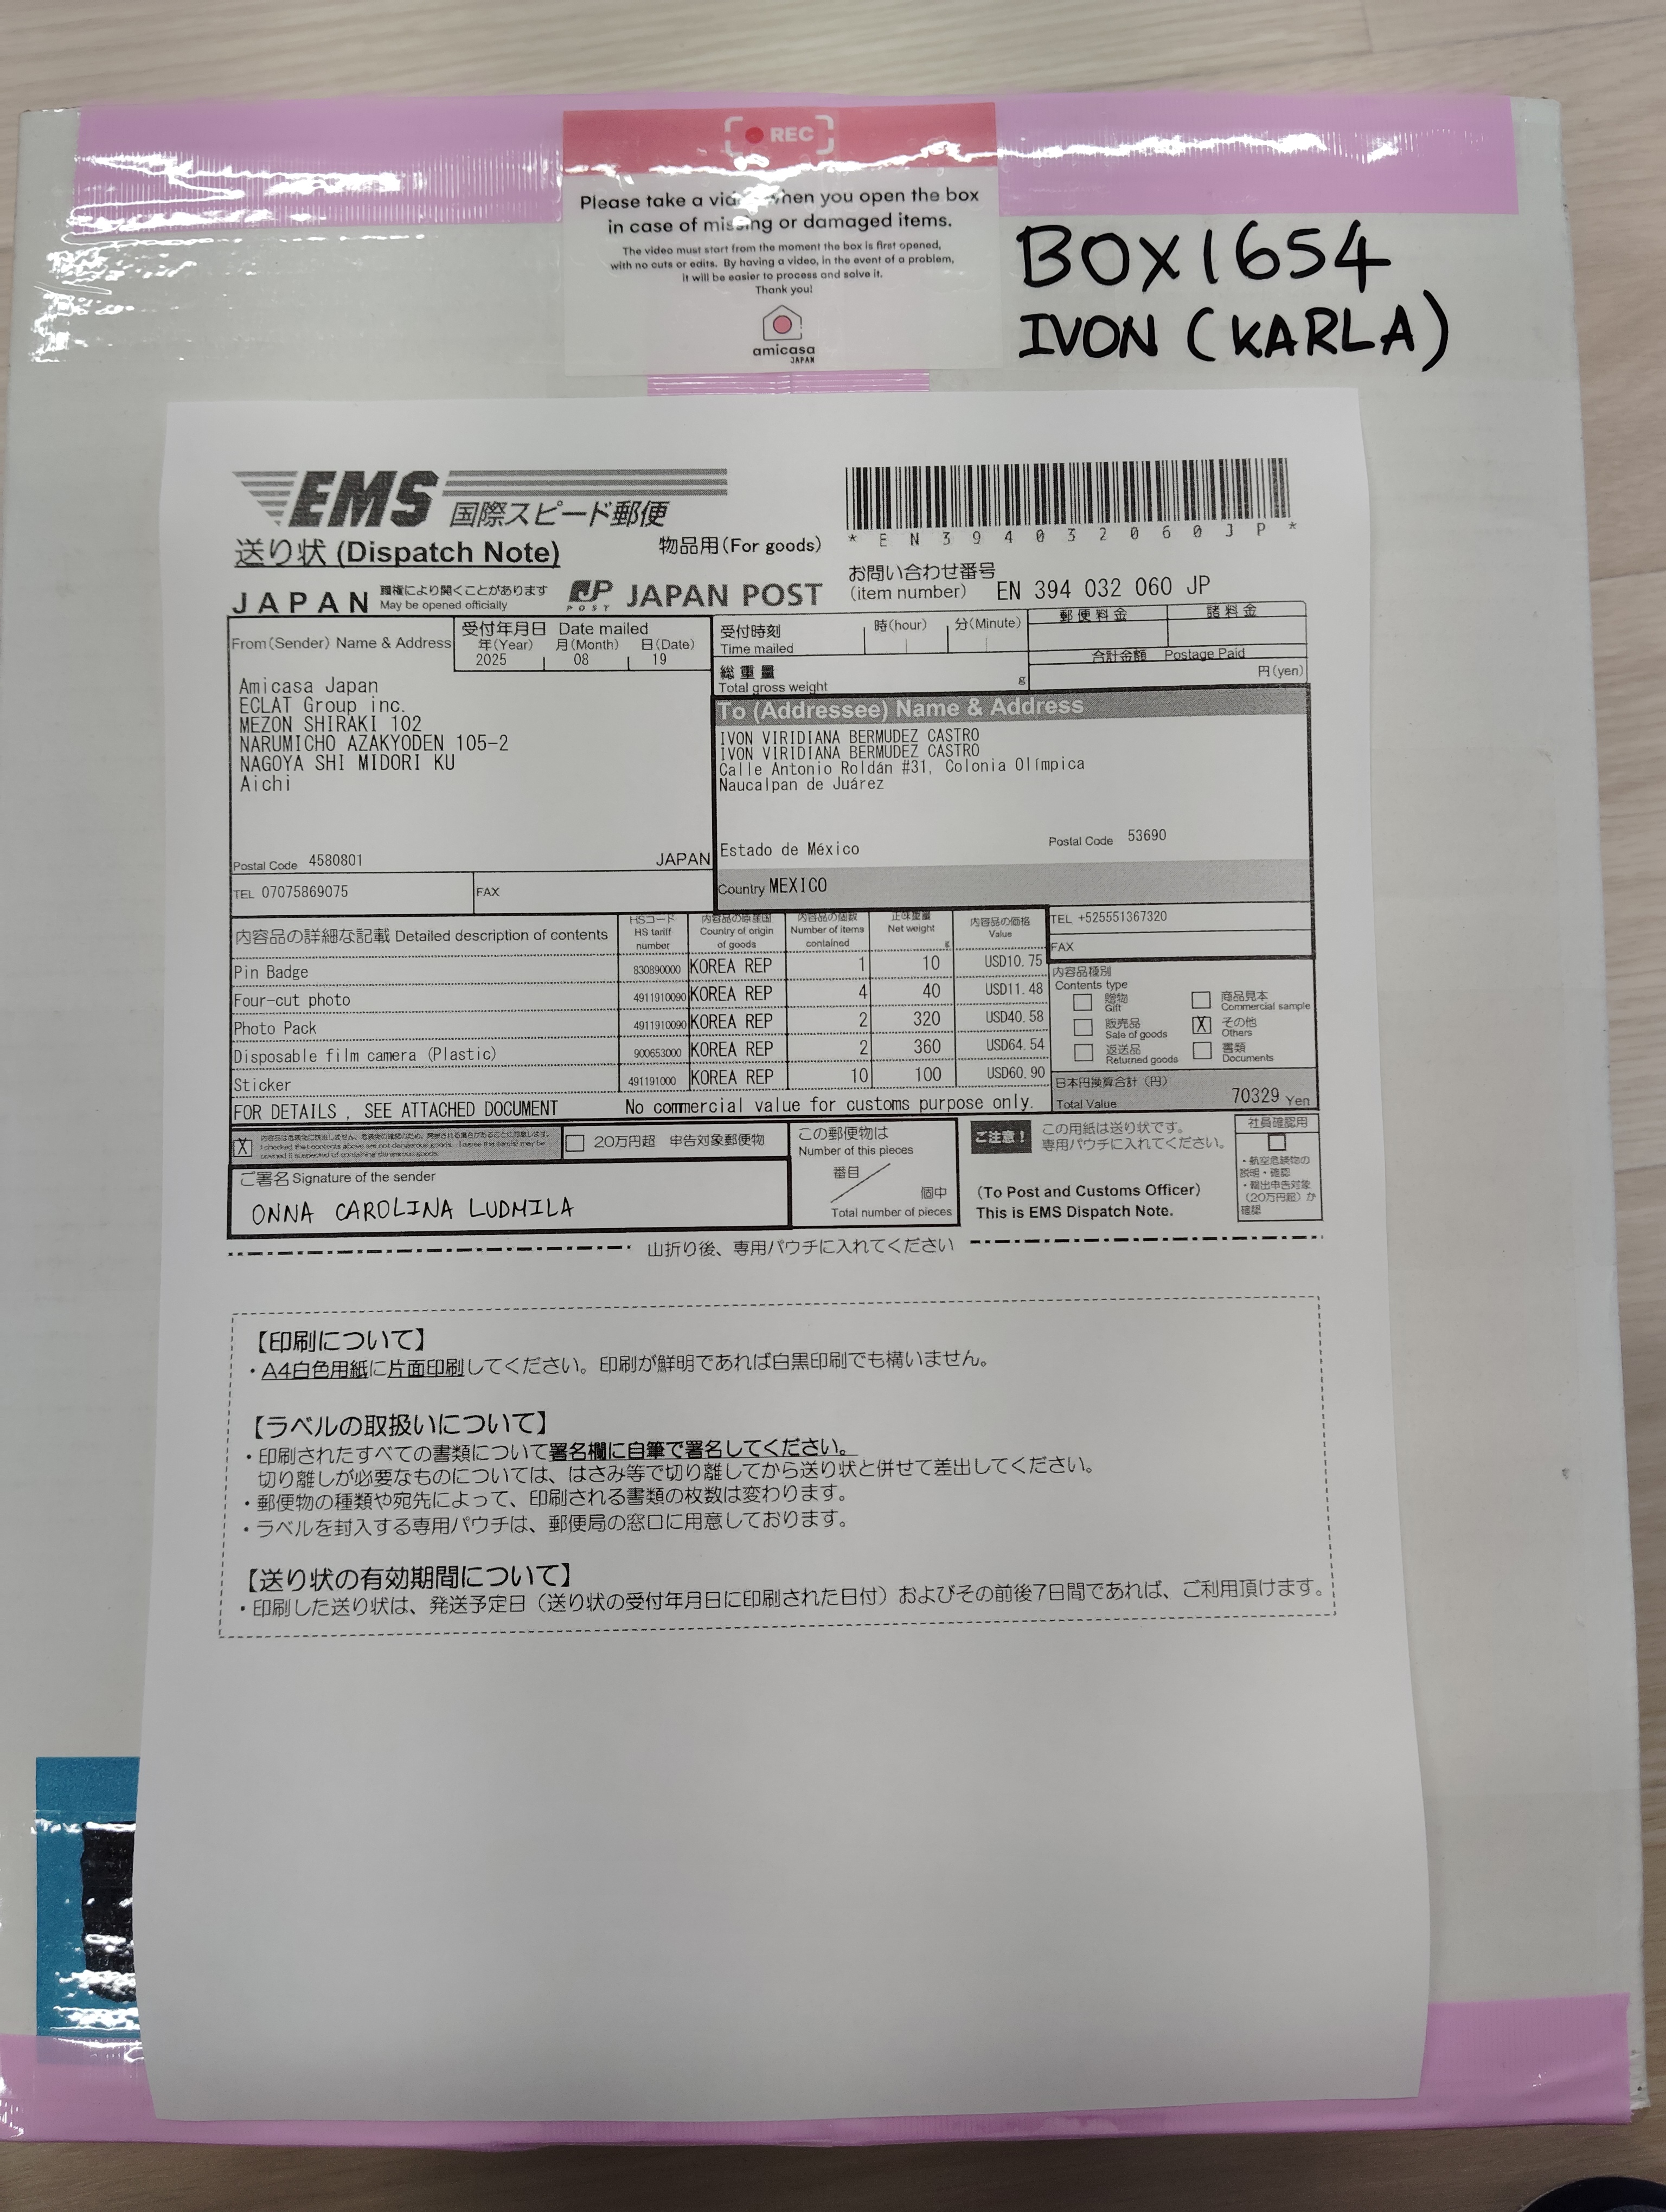 REC
Please take a video when you open the box
in case of missing or damaged items.
The video must start from the moment the box is first opened,
with no cuts or edits. By having a video, in the event of a problem,
it will be easier to process and solve it.
Thank you!
amicasa
JAPAN
BOX1654
IVON (KARLA)
EMS 国際スピード郵便
送り状 (Dispatch Note) 物品用(For goods)
* E N 3 9 4 0 3 2 0 6 0 J P *
お問い合わせ番号
(item number) EN 394 032 060 JP
JAPAN 職権により開くことがあります
May be opened officially
JP POST JAPAN POST
From(Sender) Name & Address
受付年月日 Date mailed
年(Year) 月(Month) 日(Date)
2025 08 19
受付時刻 時(hour) 分(Minute)
Time mailed
郵便料金 諸料金
合計金額 Postage Paid
円(yen)
総重量
Total gross weight g
Amicasa Japan
ECLAT Group inc.
MEZON SHIRAKI 102
NARUMICHO AZAKYODEN 105-2
NAGOYA SHI MIDORI KU
Aichi
Postal Code 4580801 JAPAN
TEL 07075869075 FAX
To (Addressee) Name & Address
IVON VIRIDIANA BERMUDEZ CASTRO
IVON VIRIDIANA BERMUDEZ CASTRO
Calle Antonio Roldán #31, Colonia Olímpica
Naucalpan de Juárez
Estado de México Postal Code 53690
Country MEXICO
TEL +525551367320
FAX
内容品の詳細な記載 Detailed description of contents
HSコード
HS tariff
number
内容品の原産国
Country of origin
of goods
内容品の個数
Number of items
contained
正味重量
Net weight
g
内容品の価格
Value
Pin Badge 830890000 KOREA REP 1 10 USD10.75
Four-cut photo 4911910090 KOREA REP 4 40 USD11.48
Photo Pack 4911910090 KOREA REP 2 320 USD40.58
Disposable film camera (Plastic) 900653000 KOREA REP 2 360 USD64.54
Sticker 491191000 KOREA REP 10 100 USD60.90
FOR DETAILS , SEE ATTACHED DOCUMENT No commercial value for customs purpose only.
内容品種別
Contents type
贈物
Gift
商品見本
Commercial sample
販売品
Sale of goods
X その他
Others
返送品
Returned goods
書類
Documents
日本円換算合計（円）
Total Value 70329 Yen
X
20万円超 申告対象郵便物
ご署名 Signature of the sender
ONNA CAROLINA LUDMILA
この郵便物は
Number of this pieces
番目
個中
Total number of pieces
ご注意！ この用紙は送り状です。
専用パウチに入れてください。
(To Post and Customs Officer)
This is EMS Dispatch Note.
社員確認用
・航空危険物の
説明・確認
・輸出申告対象
（20万円超）か
確認
山折り後、専用パウチに入れてください
【印刷について】
・A4白色用紙に片面印刷してください。印刷が鮮明であれば白黒印刷でも構いません。
【ラベルの取扱いについて】
・印刷されたすべての書類について署名欄に自筆で署名してください。
切り離しが必要なものについては、はさみ等で切り離してから送り状と併せて差出してください。
・郵便物の種類や宛先によって、印刷される書類の枚数は変わります。
・ラベルを封入する専用パウチは、郵便局の窓口に用意しております。
【送り状の有効期間について】
・印刷した送り状は、発送予定日（送り状の受付年月日に印刷された日付）およびその前後7日間であれば、ご利用頂けます。